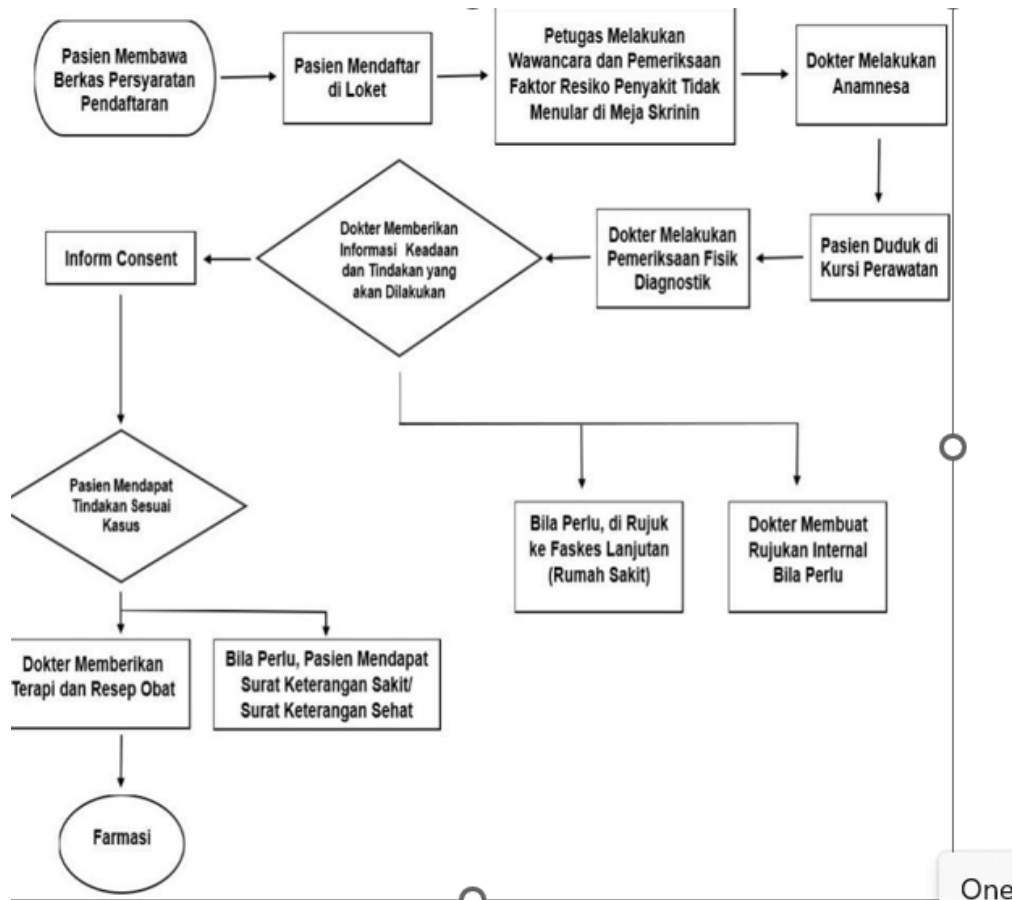 Pasien Membawa
Berkas Persyaratan
Pendaftaran
Pasien Mendaftar
di Loket
Petugas Melakukan
Wawancara dan Pemeriksaan
Faktor Resiko Penyakit Tidak
Menular di Meja Skrinin
Dokter Melakukan
Anamnesa
Pasien Duduk di
Kursi Perawatan
Dokter Melakukan
Pemeriksaan Fisik
Diagnostik
Dokter Memberikan
Informasi Keadaan
dan Tindakan yang
akan Dilakukan
Inform Consent
Bila Perlu, di Rujuk
ke Faskes Lanjutan
(Rumah Sakit)
Dokter Membuat
Rujukan Internal
Bila Perlu
Pasien Mendapat
Tindakan Sesuai
Kasus
Dokter Memberikan
Terapi dan Resep Obat
Bila Perlu, Pasien Mendapat
Surat Keterangan Sakit/
Surat Keterangan Sehat
Farmasi
One